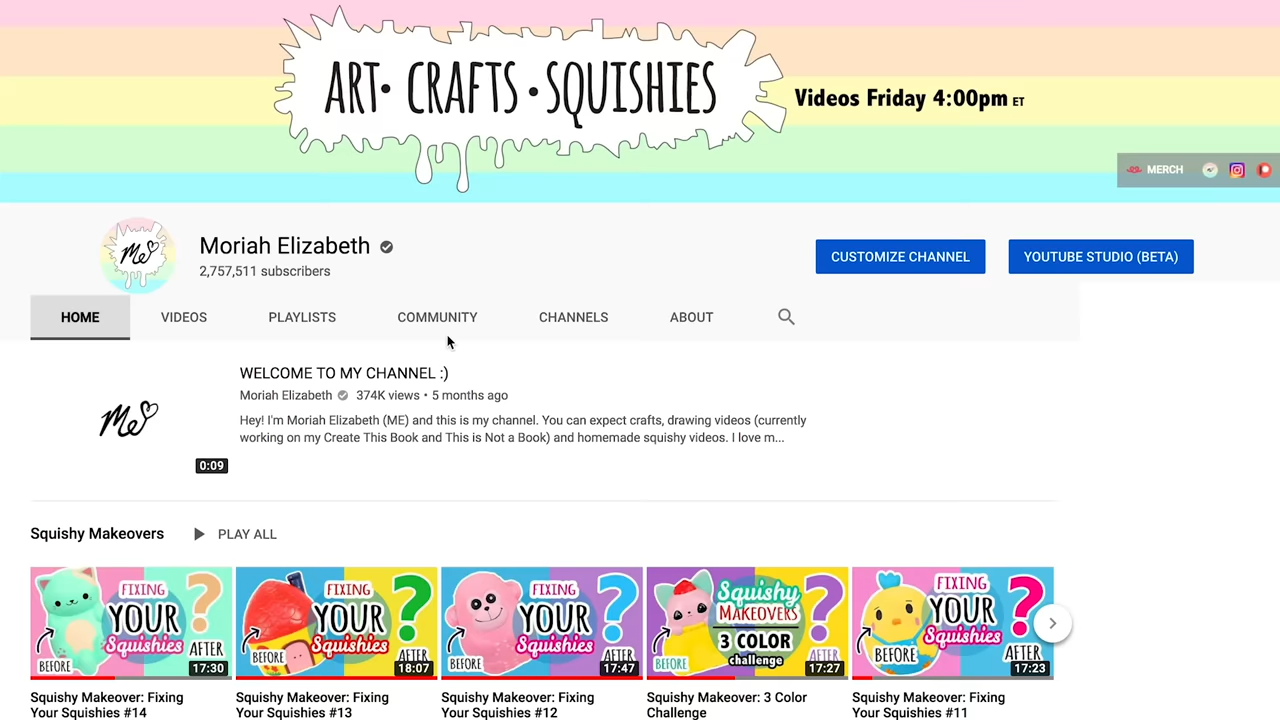 ART • CRAFTS • SQUISHIES
Videos Friday 4:00pm ET
MERCH
ME
Moriah Elizabeth
2,757,511 subscribers
CUSTOMIZE CHANNEL
YOUTUBE STUDIO (BETA)
HOME
VIDEOS
PLAYLISTS
COMMUNITY
CHANNELS
ABOUT
ME
0:09
WELCOME TO MY CHANNEL :)
Moriah Elizabeth 374K views • 5 months ago
Hey! I'm Moriah Elizabeth (ME) and this is my channel. You can expect crafts, drawing videos (currently
working on my Create This Book and This is Not a Book) and homemade squishy videos. I love m...
Squishy Makeovers
PLAY ALL
FIXING
YOUR
Squishies
?
BEFORE
AFTER
17:30
Squishy Makeover: Fixing
Your Squishies #14
FIXING
YOUR
Squishies
?
BEFORE
AFTER
18:07
Squishy Makeover: Fixing
Your Squishies #13
FIXING
YOUR
Squishies
?
BEFORE
AFTER
17:47
Squishy Makeover: Fixing
Your Squishies #12
Squishy
MAKEOVERS
3 COLOR
challenge
?
BEFORE
AFTER
17:27
Squishy Makeover: 3 Color
Challenge
FIXING
YOUR
Squishies
?
BEFORE
AFTER
17:23
Squishy Makeover: Fixing
Your Squishies #11